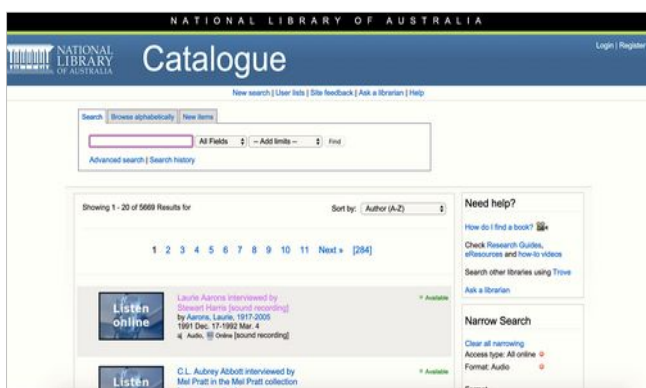 NATIONAL LIBRARY OF AUSTRALIA
NATIONAL
LIBRARY
OF AUSTRALIA
Catalogue
Login | Register
New search | User lists | Site feedback | Ask a librarian | Help
Search Browse alphabetically New items
All Fields -- Add limits -- Find
Advanced search | Search history
Showing 1 - 20 of 5669 Results for
Sort by: Author (A-Z)
1 2 3 4 5 6 7 8 9 10 11 Next » [284]
Listen
online
Laurie Aarons interviewed by
Stewart Harris [sound recording]
by Aarons, Laurie, 1917-2005
1991 Dec. 17-1992 Mar. 4
Audio, Online [sound recording]
Available
Listen
C.L. Aubrey Abbott interviewed by
Mel Pratt in the Mel Pratt collection
Available
Need help?
How do I find a book?
Check Research Guides,
eResources and how-to videos
Search other libraries using Trove
Ask a librarian
Narrow Search
Clear all narrowing
Access type: All online
Format: Audio